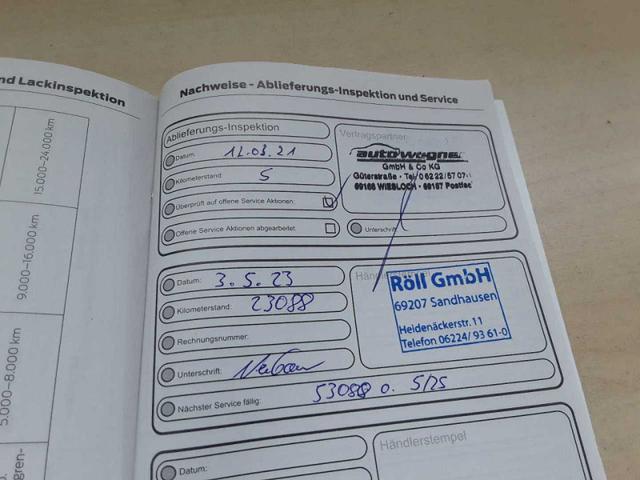 nd Lackinspektion
15.000–24.000 km
9.000–16.000 km
5.000–8.000 km
gren-
Nachweise - Ablieferungs-Inspektion und Service
Ablieferungs-Inspektion
Datum: 12.03.21
Kilometerstand: 5
Überprüft auf offene Service Aktionen:
Offene Service Aktionen abgearbeitet:
Vertragspartner
autowagner
GmbH & Co KG
Güterstraße
69168 WIESLOCH
Unterschrift
Datum: 3.5.23
Kilometerstand: 23088
Rechnungsnummer:
Unterschrift:
Nächster Service fällig: 53088 o. 5/25
Röll GmbH
69207 Sandhausen
Heidenäckerstr.11
Telefon 06224/ 93 61-0
Datum:
Händlerstempel